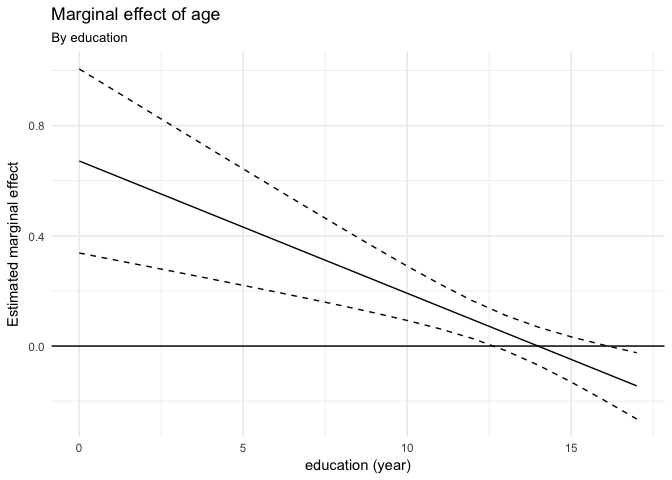 Marginal effect of age
By education
Estimated marginal effect
0.8
0.4
0.0
0
5
10
15
education (year)